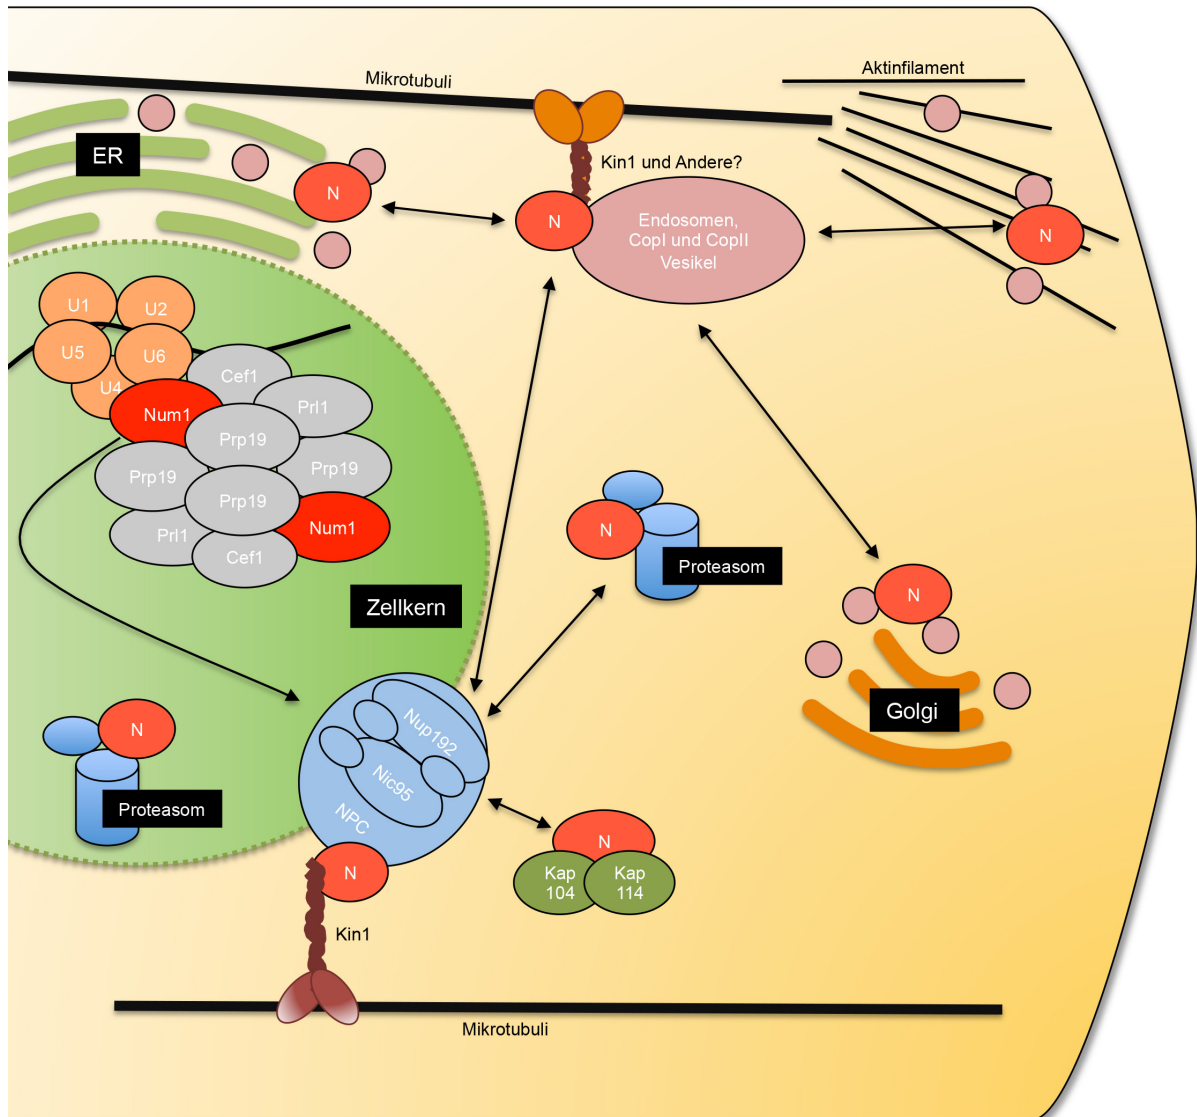 Mikrotubuli
Aktinfilament
ER
Kin1 und Andere?
N
N
Endosomen,
CopI und CopII
Vesikel
N
U1
U2
U5
U6
U4
Cef1
Num1
Prl1
Prp19
Prp19
Prp19
Prp19
Num1
Prl1
Cef1
N
Proteasom
Zellkern
N
Golgi
Nup192
Nic95
NPC
N
Proteasom
N
Kap
104
Kap
114
N
Kin1
Mikrotubuli